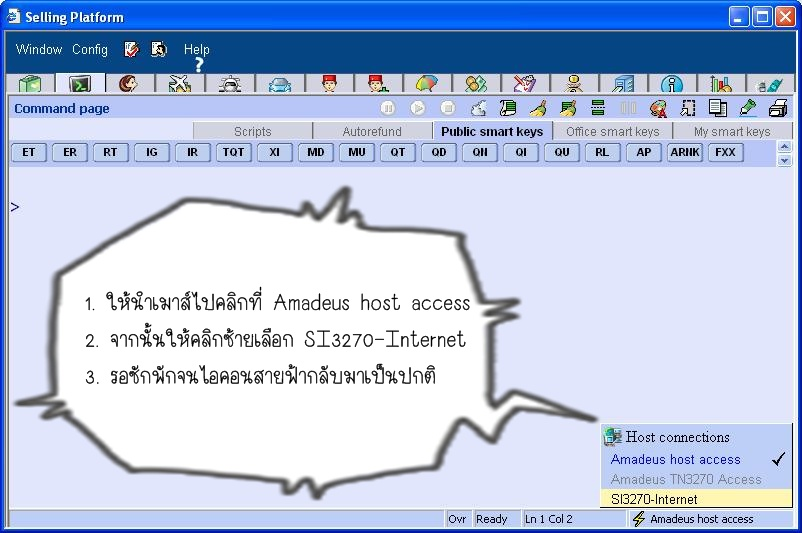 Selling Platform
Window Config Help
?
Command page
Scripts Autorefund Public smart keys Office smart keys My smart keys
ET ER RT IG IR TQT XI MD MU QT QD QN QI QU RL AP ARNK FXX
>
1. ให้นำเมาส์ไปคลิกที่ Amadeus host access
2. จากนั้นให้คลิกซ้ายเลือก SI3270-Internet
3. รอซักพักจนไอคอนสายฟ้ากลับมาเป็นปกติ
Host connections
Amadeus host access
Amadeus TN3270 Access
SI3270-Internet
Ovr Ready Ln 1 Col 2 Amadeus host access